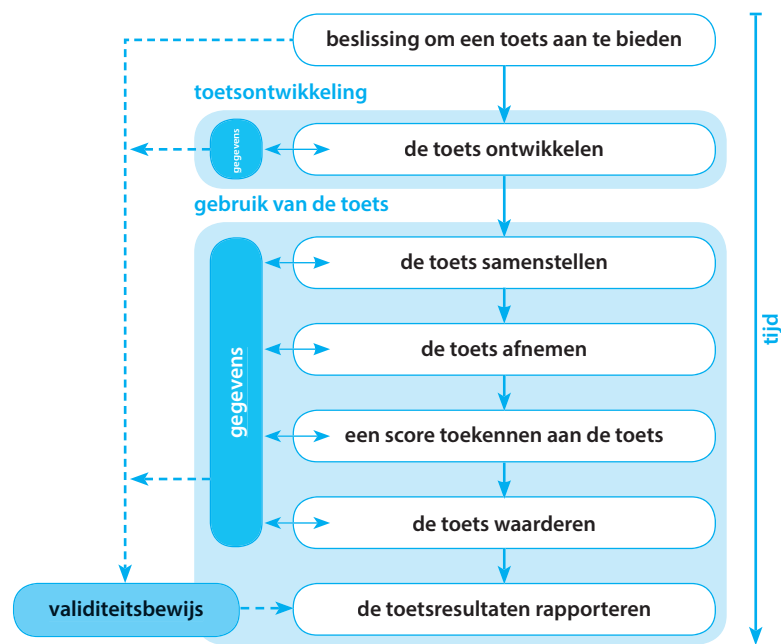 beslissing om een toets aan te bieden
toetsontwikkeling
gegevens
de toets ontwikkelen
gebruik van de toets
gegevens
de toets samenstellen
de toets afnemen
een score toekennen aan de toets
de toets waarderen
validiteitsbewijs
de toetsresultaten rapporteren
tijd